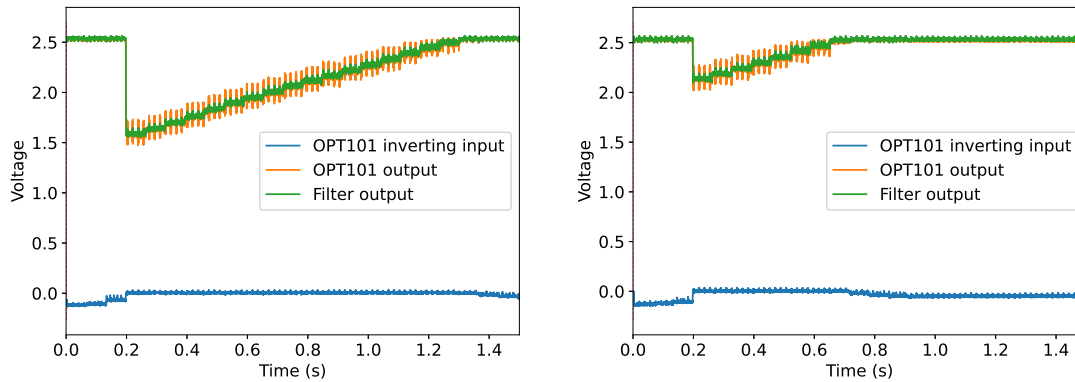 2.5
2.0
1.5
1.0
0.5
0.0
Voltage
OPT101 inverting input
OPT101 output
Filter output
0.0 0.2 0.4 0.6 0.8 1.0 1.2 1.4
Time (s)
2.5
2.0
1.5
1.0
0.5
0.0
Voltage
OPT101 inverting input
OPT101 output
Filter output
0.0 0.2 0.4 0.6 0.8 1.0 1.2 1.4
Time (s)